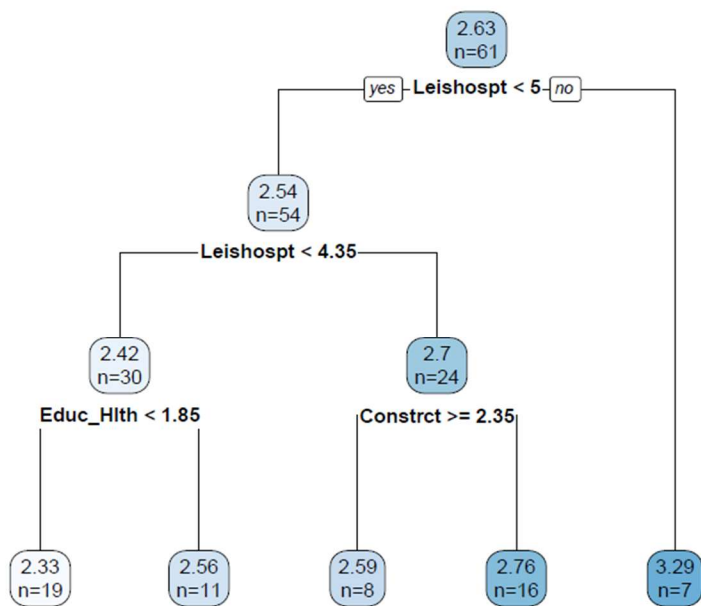 2.63
n=61
yes Leishospt < 5 no
2.54
n=54
Leishospt < 4.35
2.42
n=30
2.7
n=24
Educ_Hlth < 1.85
Constrct >= 2.35
2.33
n=19
2.56
n=11
2.59
n=8
2.76
n=16
3.29
n=7